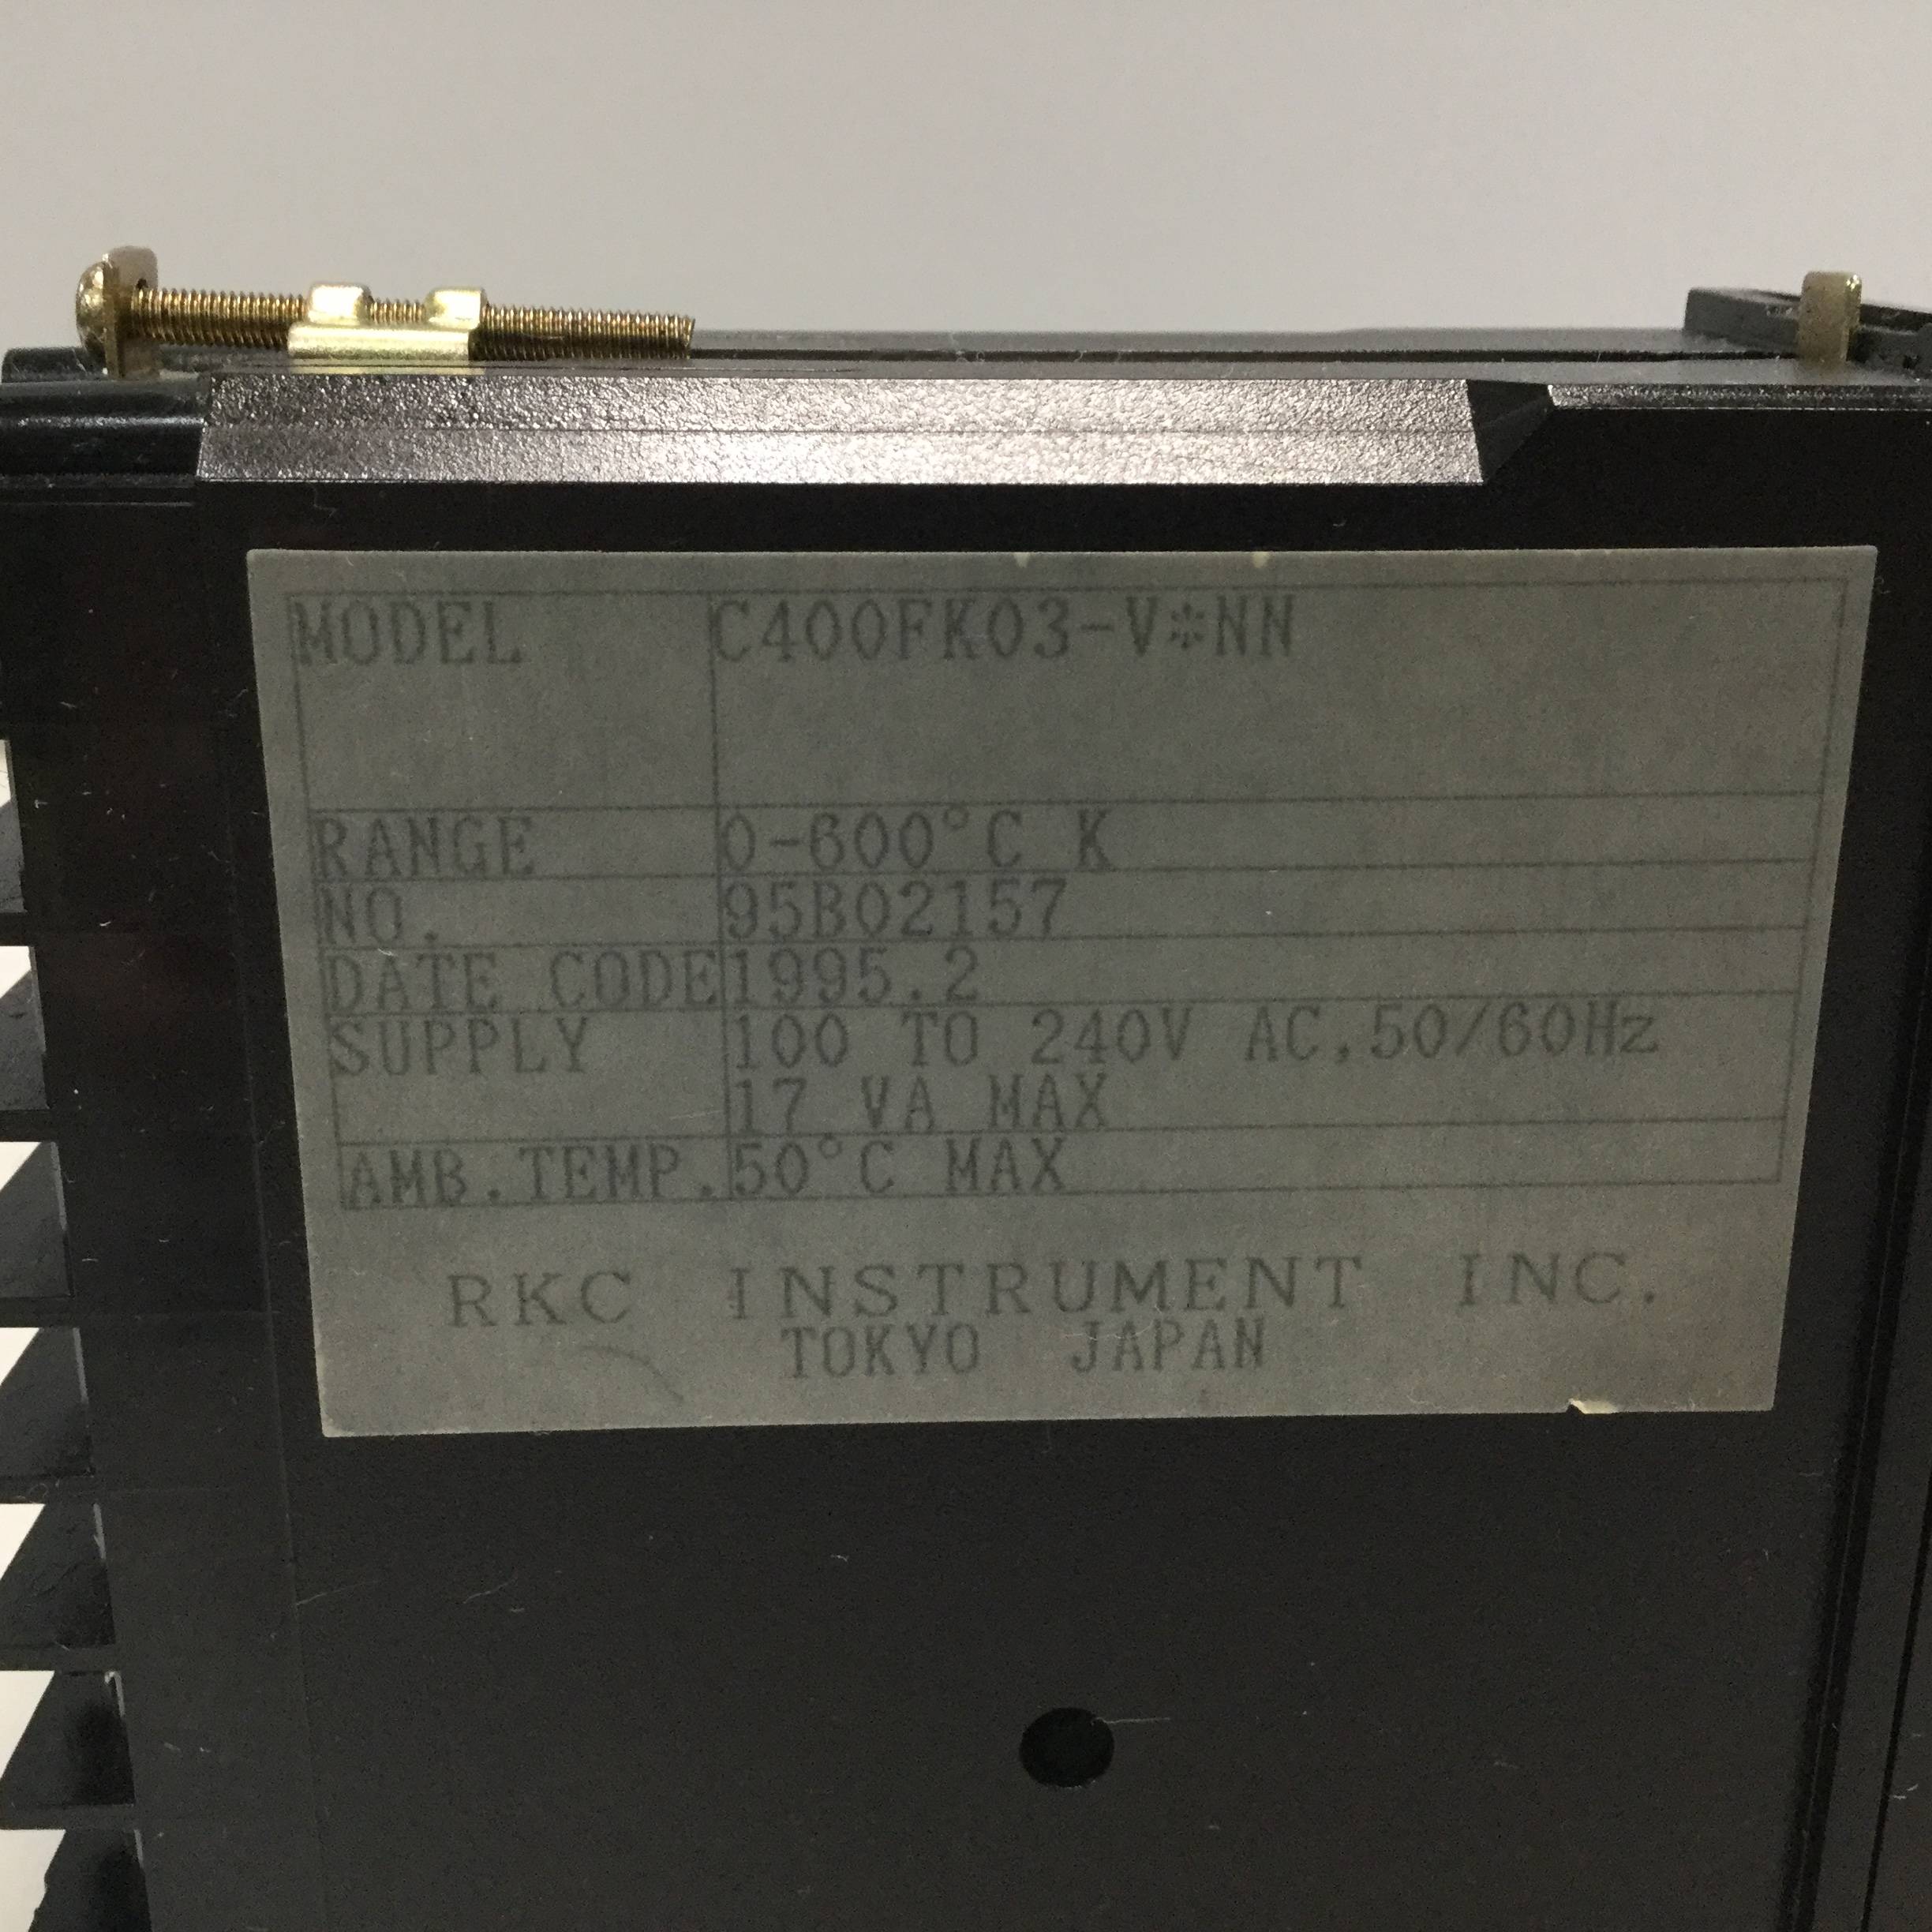 MODEL C400FK03-V*NN
RANGE 0-600°C K
NO. 95B02157
DATE CODE 1995.2
SUPPLY 100 TO 240V AC,50/60Hz
17 VA MAX
AMB.TEMP. 50°C MAX
RKC INSTRUMENT INC.
TOKYO JAPAN